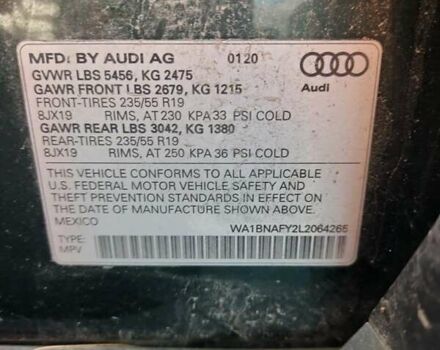 MFD. BY AUDI AG 01 20
GVWR LBS 5456, KG 2475
GAWR FRONT LBS 2679, KG 1215
FRONT-TIRES 235/55 R19
8JX19 RIMS, AT 230 KPA 33 PSI COLD
GAWR REAR LBS 3042, KG 1380
REAR-TIRES 235/55 R19
8JX19 RIMS, AT 250 KPA 36 PSI COLD
Audi
THIS VEHICLE CONFORMS TO ALL APPLICABLE
U.S. FEDERAL MOTOR VEHICLE SAFETY AND
THEFT PREVENTION STANDARDS IN EFFECT ON
THE DATE OF MANUFACTURE SHOWN ABOVE.
MEXICO
WA1BNAFY2L2064265
TYPE:
MPV